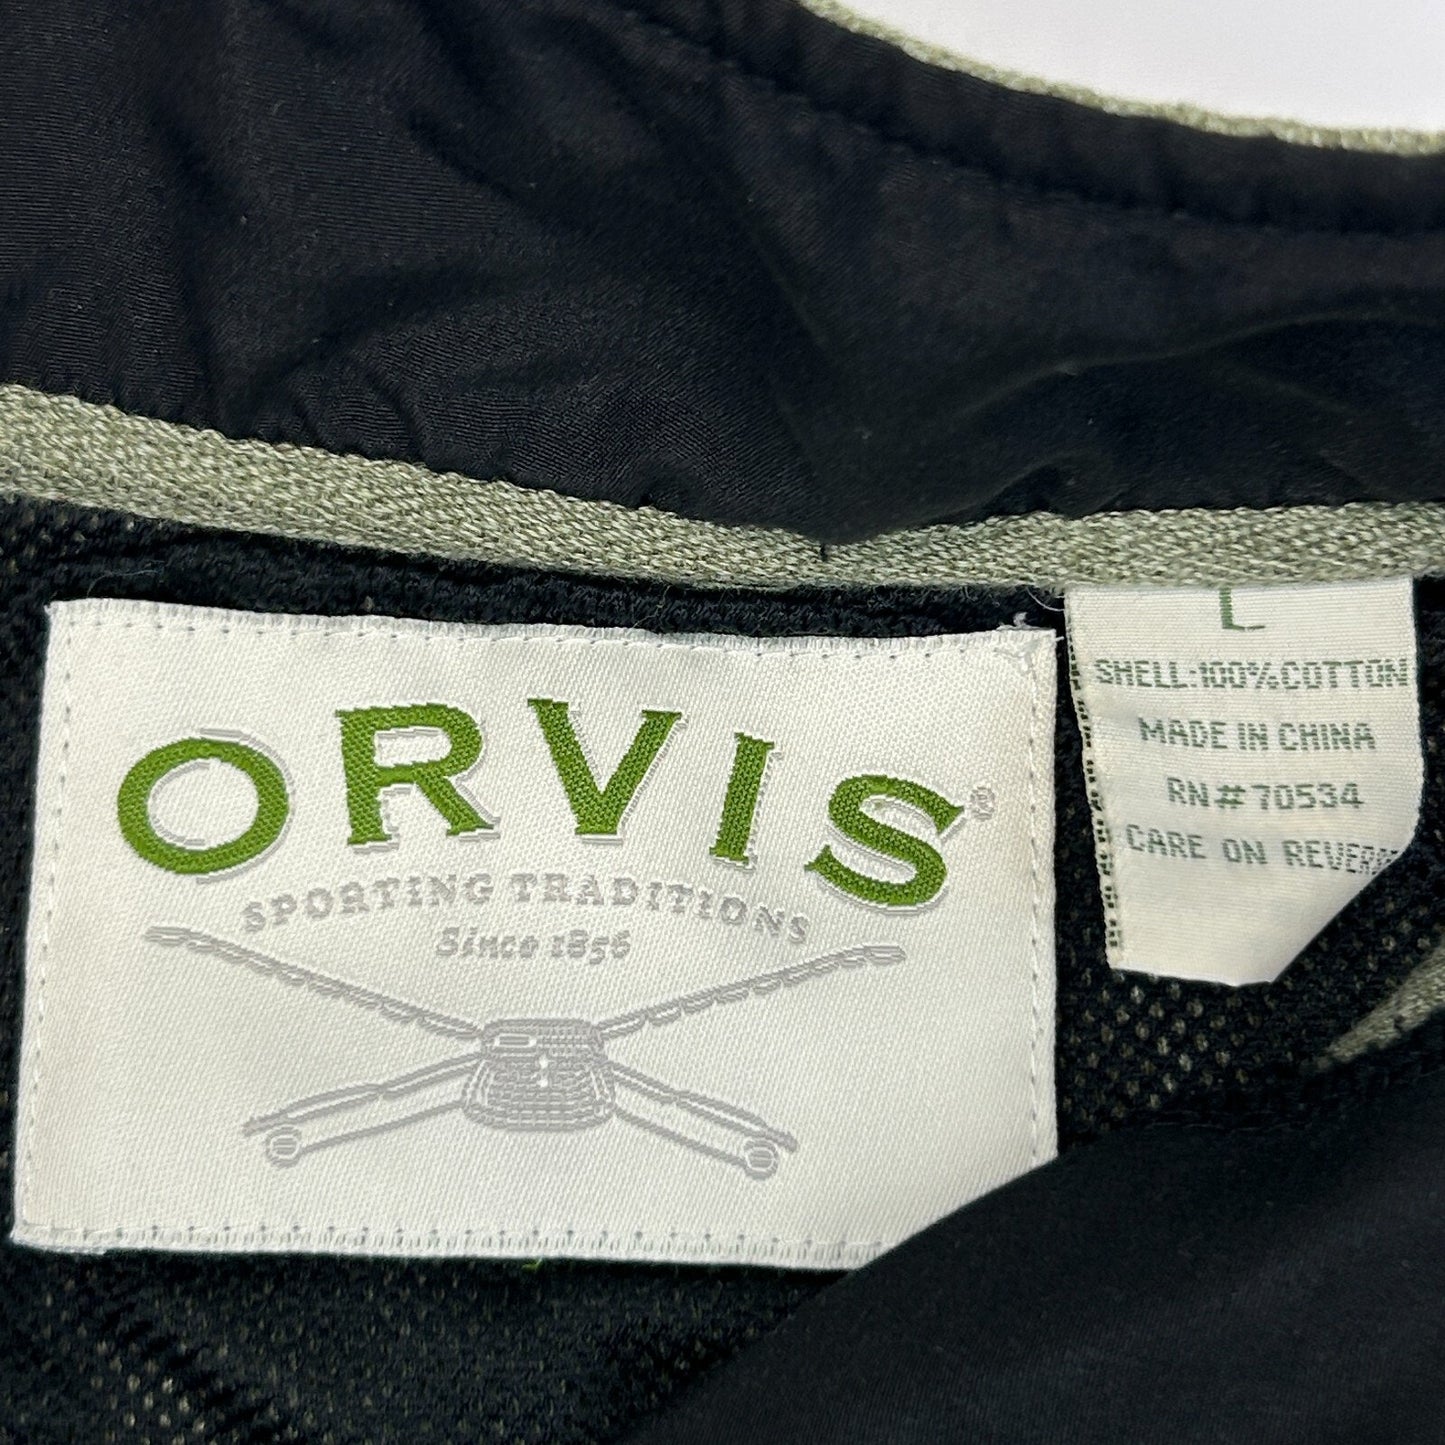 ORVIS®
SPORTING TRADITIONS
Since 1856
L
SHELL:100%COTTON
MADE IN CHINA
RN#70534
CARE ON REVERSE